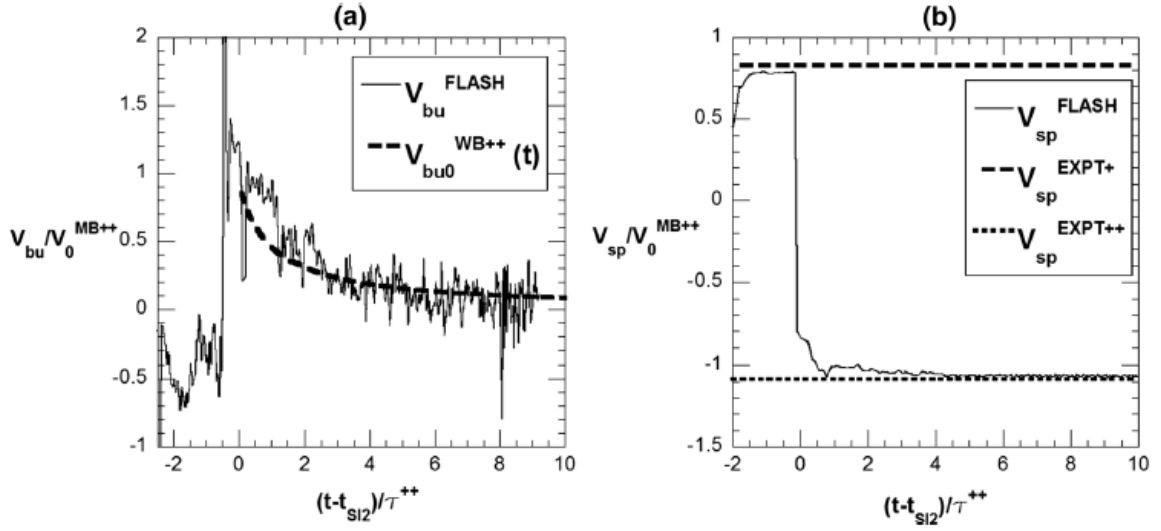 (a)
2
1.5
1
0.5
0
-0.5
-1
-2 0 2 4 6 8 10
V_bu/V_0^MB++
(t-t_SI2)/τ^++
V_bu^FLASH
V_bu0^WB++ (t)
(b)
1
0.5
0
-0.5
-1
-1.5
-2 0 2 4 6 8 10
V_sp/V_0^MB++
(t-t_SI2)/τ^++
V_sp^FLASH
V_sp^EXPT+
V_sp^EXPT++